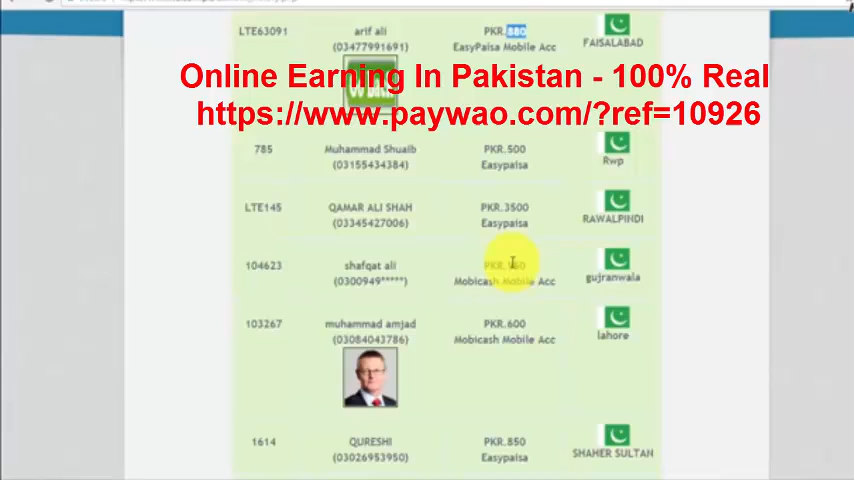 LTE63091 arif ali PKR.880 FAISALABAD
(03477991691) EasyPaisa Mobile Acc
Online Earning In Pakistan - 100% Real
https://www.paywao.com/?ref=10926
785 Muhammad Shuaib PKR.500 Rwp
(03155434384) Easypaisa
LTE145 QAMAR ALI SHAH PKR.3500 RAWALPINDI
(03345427006) Easypaisa
104623 shafqat ali gujranwala
(0300949*****) Mobicash Mobile Acc
103267 muhammad amjad PKR.600 lahore
(03084043786) Mobicash Mobile Acc
1614 QURESHI PKR.850 SHAHER SULTAN
(03026953950) Easypaisa